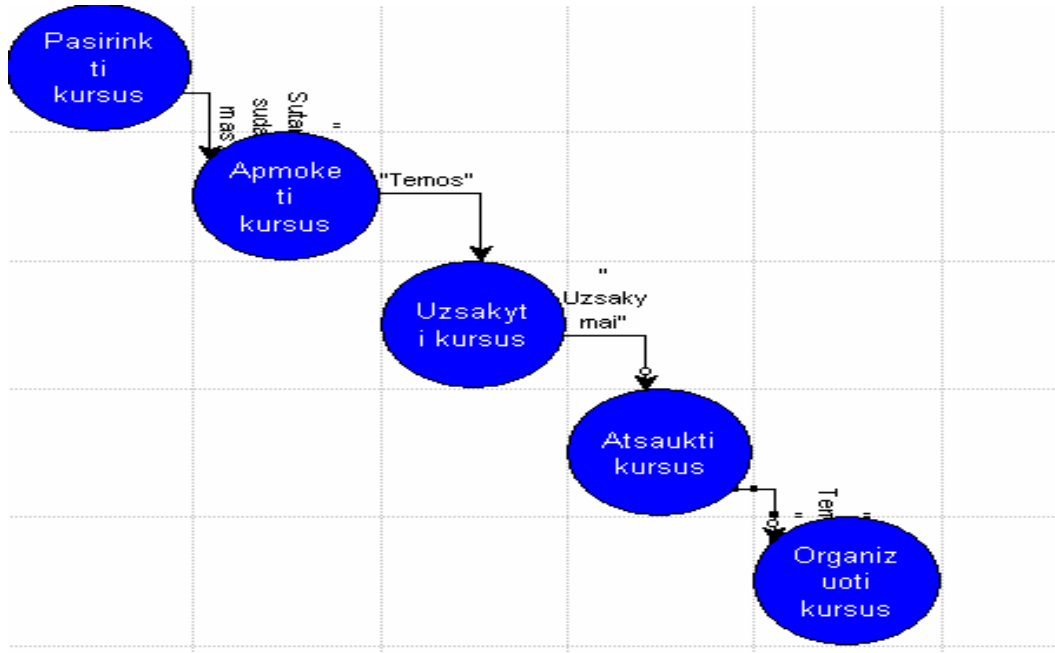 Pasirink
ti
kursus
"
Apmoke
ti
kursus
"Temos"
Uzsakyt
i kursus
"
Uzsaky
mai"
Atsaukti
kursus
"
"
Organiz
uoti
kursus